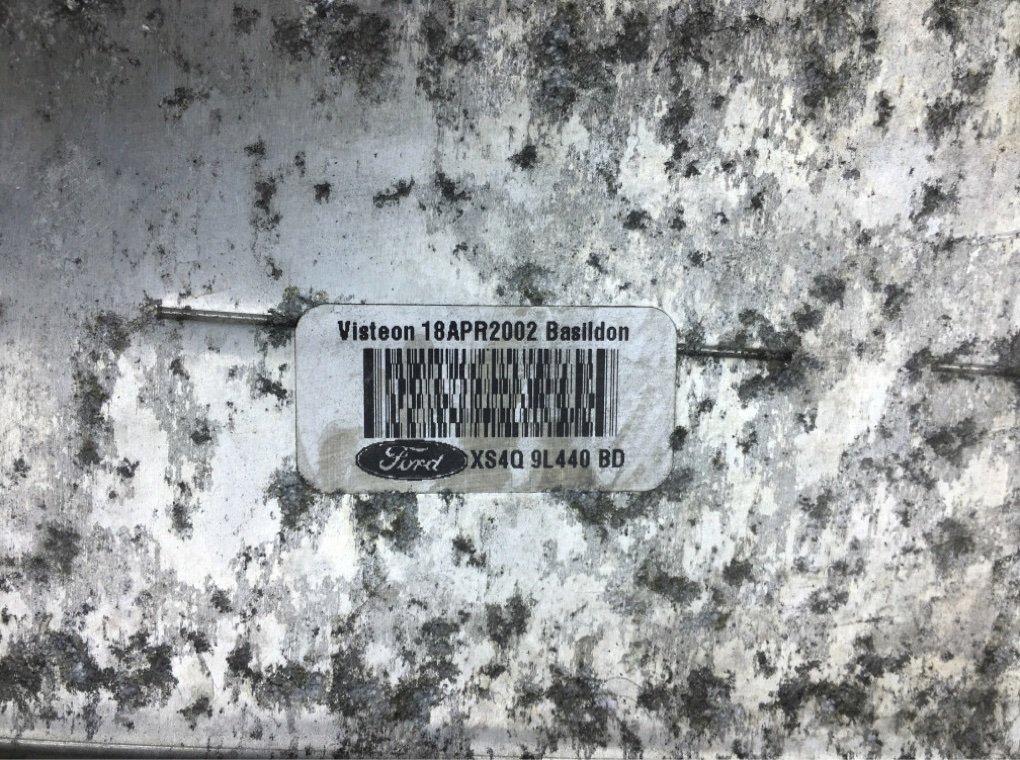 Visteon 18APR2002 Basildon
Ford XS4Q 9L440 BD